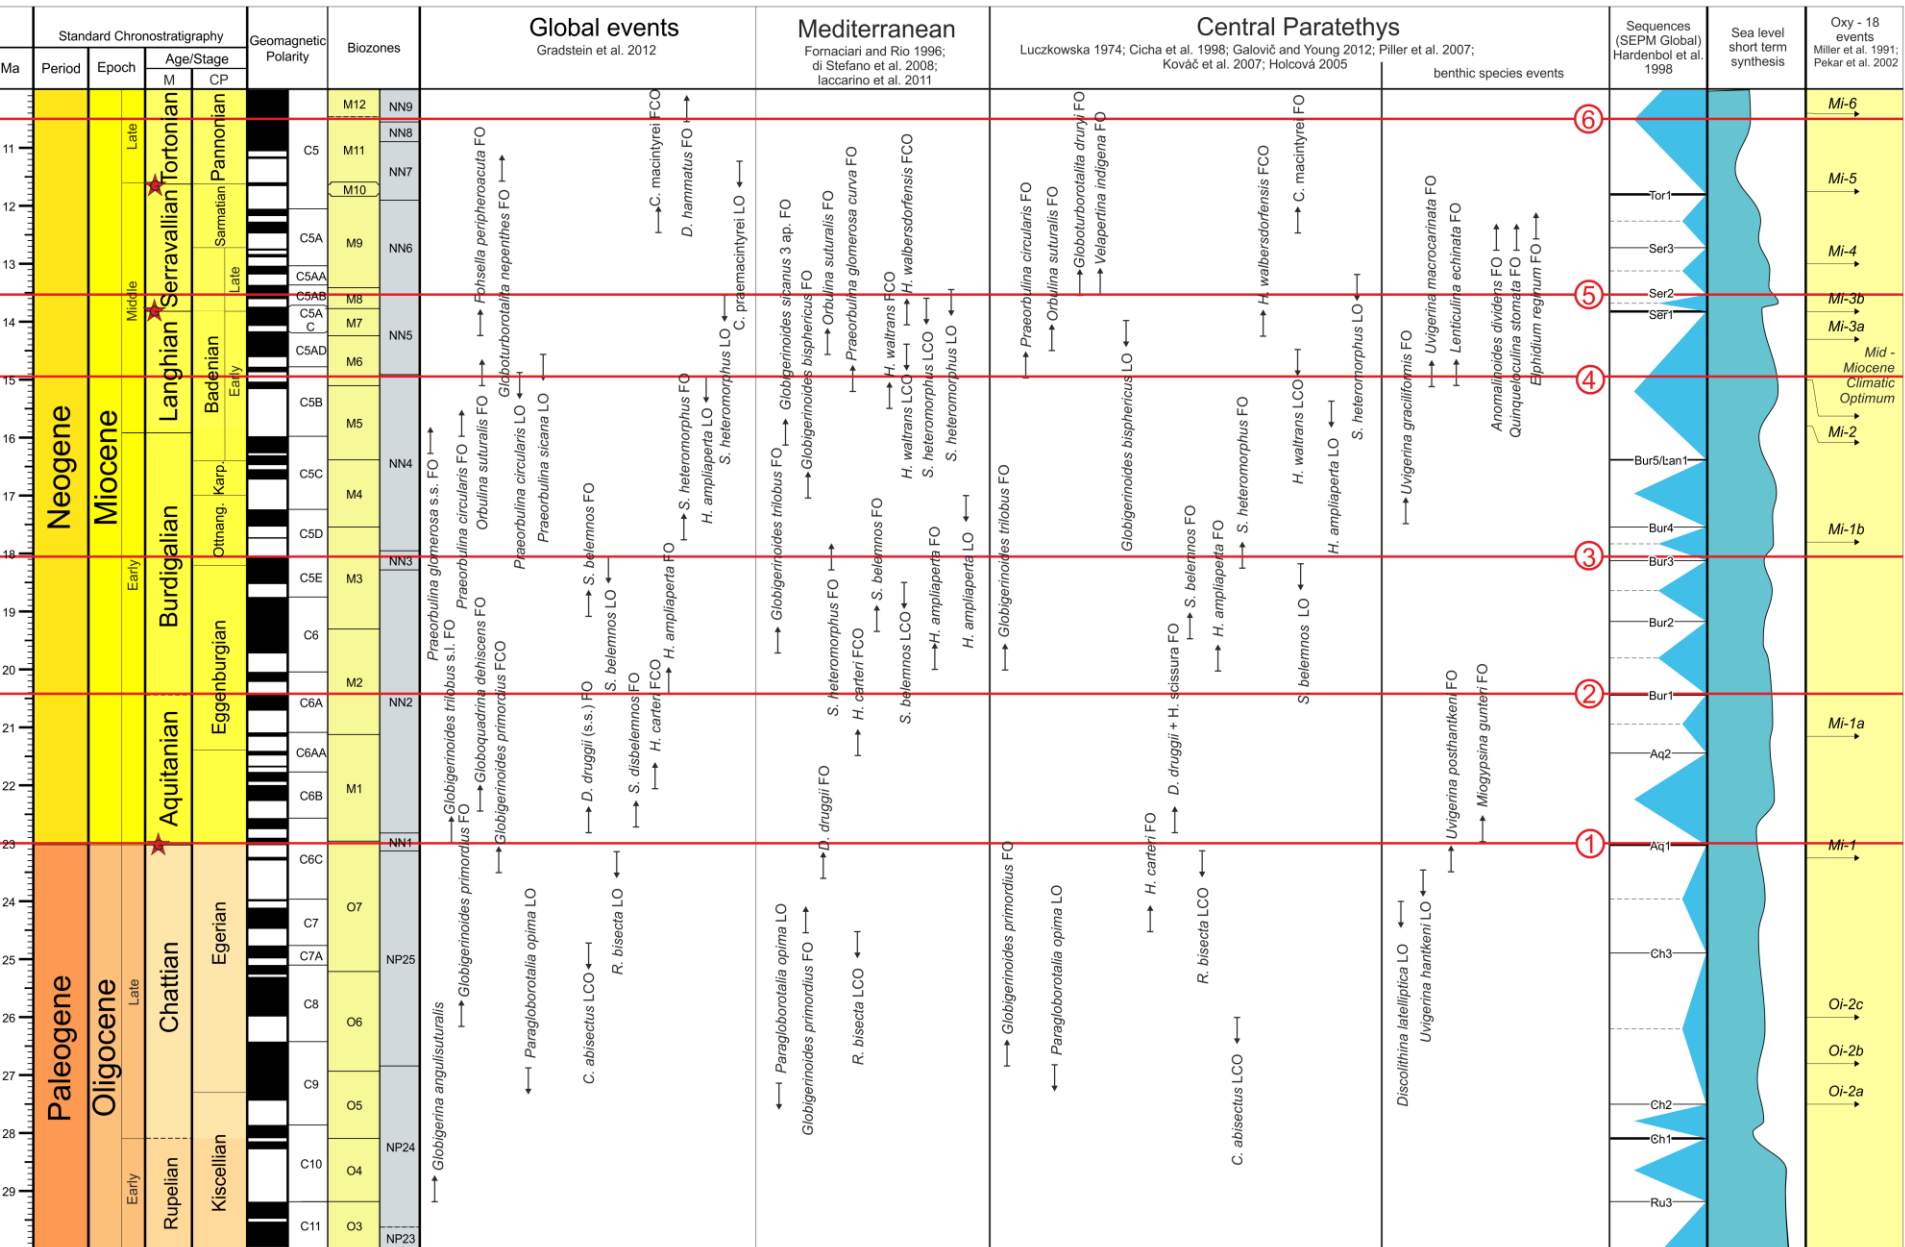 Global events
Gradstein et al. 2012
Mediterranean
Fornaciari and Rio 1996;
di Stefano et al. 2008;
Iaccarino et al. 2011
Central Paratethys
Luczkowska 1974; Cicha et al. 1998; Galovič and Young 2012; Piller et al. 2007;
Kováč et al. 2007; Holcová 2005
benthic species events
Sequences
(SEPM Global)
Hardenbol et al.
1998
Sea level
short term
synthesis
Oxy - 18
events
Miller et al. 1991;
Pekar et al. 2002
Standard Chronostratigraphy
Ma
Period
Epoch
Age/Stage
M
CP
Geomagnetic
Polarity
Biozones
11
12
13
14
15
16
17
18
19
20
21
22
23
24
25
26
27
28
29
Neogene
Paleogene
Miocene
Oligocene
Late
Middle
Early
Late
Early
Tortonian
Serravallian
Langhian
Burdigalian
Aquitanian
Chattian
Rupelian
Pannonian
Sarmatian
Late
Badenian
Early
Karp.
Ottnang.
Eggenburgian
Egerian
Kiscellian
C5
C5A
C5AA
C5AB
C5A
C
C5AD
C5B
C5C
C5D
C5E
C6
C6A
C6AA
C6B
C6C
C7
C7A
C8
C9
C10
C11
M12
M11
M10
M9
M8
M7
M6
M5
M4
M3
M2
M1
O7
O6
O5
O4
O3
NN9
NN8
NN7
NN6
NN5
NN4
NN3
NN2
NN1
NP25
NP24
NP23
Globigerina angulisuturalis
Praeorbulina glomerosa s.s. FO
Globigerinoides trilobus s.l. FO
Globigerinoides primordius FO
Praeorbulina circularis FO
Fohsella peripheroacuta FO
Orbulina suturalis FO
Globoquadrina dehiscens FO
Globoturborotalita nepenthes FO
Globigerinoides primordius FCO
Praeorbulina circularis LO
Paragloborotalia opima LO
Praeorbulina sicana LO
S. belemnos FO
D. druggii (s.s.) FO
C. abisectus LCO
S. belemnos LO
R. bisecta LO
S. disbelemnos FO
C. macintyrei FCO
H. carteri FCO
H. ampliaperta FO
D. hammatus FO
S. heteromorphus FO
H. ampliaperta LO
S. heteromorphus LO
C. praemacintyrei LO
Globigerinoides sicanus 3 ap. FO
Globigerinoides trilobus FO
Paragloborotalia opima LO
Globigerinoides bisphericus FO
Globigerinoides primordius FO
Orbulina suturalis FO
D. druggii FO
S. heteromorphus FO
Praeorbulina glomerosa curva FO
H. carteri FCO
R. bisecta LCO
S. belemnos FO
H. waltrans FCO
H. walbersdorfensis FCO
H. waltrans LCO
S. belemnos LCO
S. heteromorphus LCO
H. ampliaperta FO
S. heteromorphus LO
H. ampliaperta LO
Globigerinoides trilobus FO
Globigerinoides primordius FO
Praeorbulina circularis FO
Orbulina suturalis FO
Paragloborotalia opima LO
Globoturborotalita druryi FO
Velapertina indigena FO
Globigerinoides bisphericus LO
H. carteri FO
D. druggii + H. scissura FO
S. belemnos FO
R. bisecta LCO
H. ampliaperta FO
C. abisectus LCO
S. heteromorphus FO
H. walbersdorfensis FCO
C. macintyrei FO
H. waltrans LCO
S. belemnos LO
H. ampliaperta LO
S. heteromorphus LO
Uvigerina graciliformis FO
Discolithina latelliptica LO
Uvigerina macrocarinata FO
Uvigerina hantkeni LO
Lenticulina echinata FO
Uvigerina posthantkeni FO
Miogypsina gunteri FO
Anomalinoides dividens FO
Quinqueloculina stomata FO
Elphidium reginum FO
6
5
4
3
2
1
Tor1
Ser3
Ser2
Ser1
Bur5/Lan1
Bur4
Bur3
Bur2
Bur1
Aq2
Aq1
Ch3
Ch2
Ch1
Ru3
Mi-6
Mi-5
Mi-4
Mi-3b
Mi-3a
Mid -
Miocene
Climatic
Optimum
Mi-2
Mi-1b
Mi-1a
Mi-1
Oi-2c
Oi-2b
Oi-2a